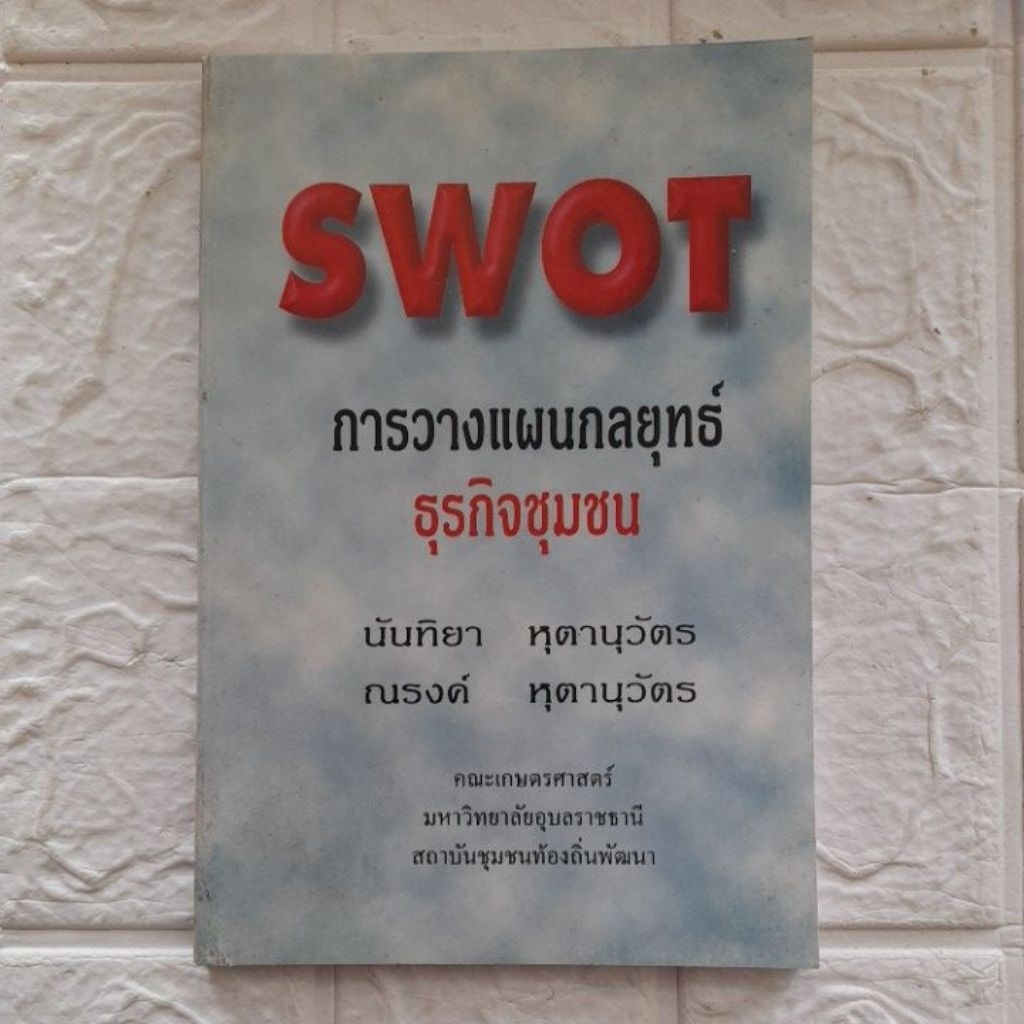 SWOT
การวางแผนกลยุทธ์
ธุรกิจชุมชน
นันทิยา หุตานุวัตร
ณรงค์ หุตานุวัตร
คณะเกษตรศาสตร์
มหาวิทยาลัยอุบลราชธานี
สถาบันชุมชนท้องถิ่นพัฒนา